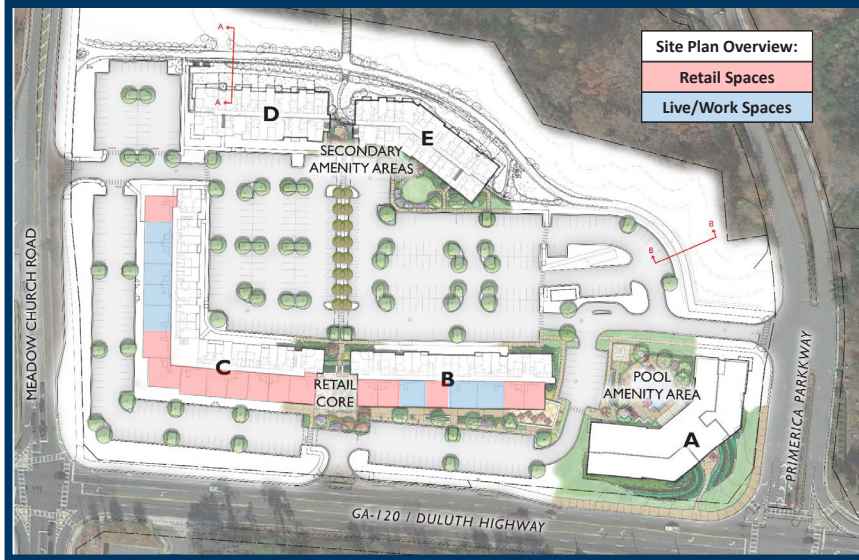 Site Plan Overview:
Retail Spaces
Live/Work Spaces
A
A
D
E
SECONDARY
AMENITY AREAS
B
B
MEADOW CHURCH ROAD
C
RETAIL
CORE
B
POOL
AMENITY AREA
A
PRIMERICA PARKKWAY
GA-120 / DULUTH HIGHWAY